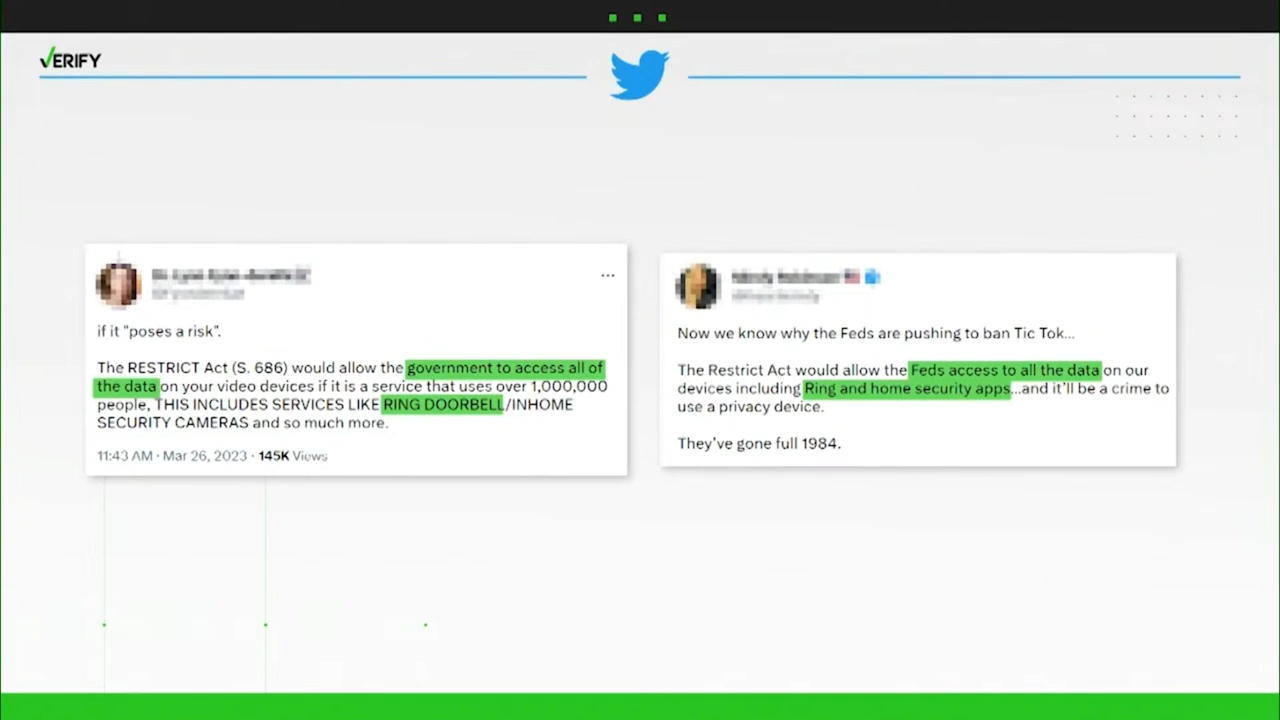 VERIFY
if it "poses a risk".
The RESTRICT Act (S. 686) would allow the government to access all of
the data on your video devices if it is a service that uses over 1,000,000
people, THIS INCLUDES SERVICES LIKE RING DOORBELL/INHOME
SECURITY CAMERAS and so much more.
11:43 AM · Mar 26, 2023 · 145K Views
Now we know why the Feds are pushing to ban Tic Tok...
The Restrict Act would allow the Feds access to all the data on our
devices including Ring and home security apps...and it'll be a crime to
use a privacy device.
They've gone full 1984.